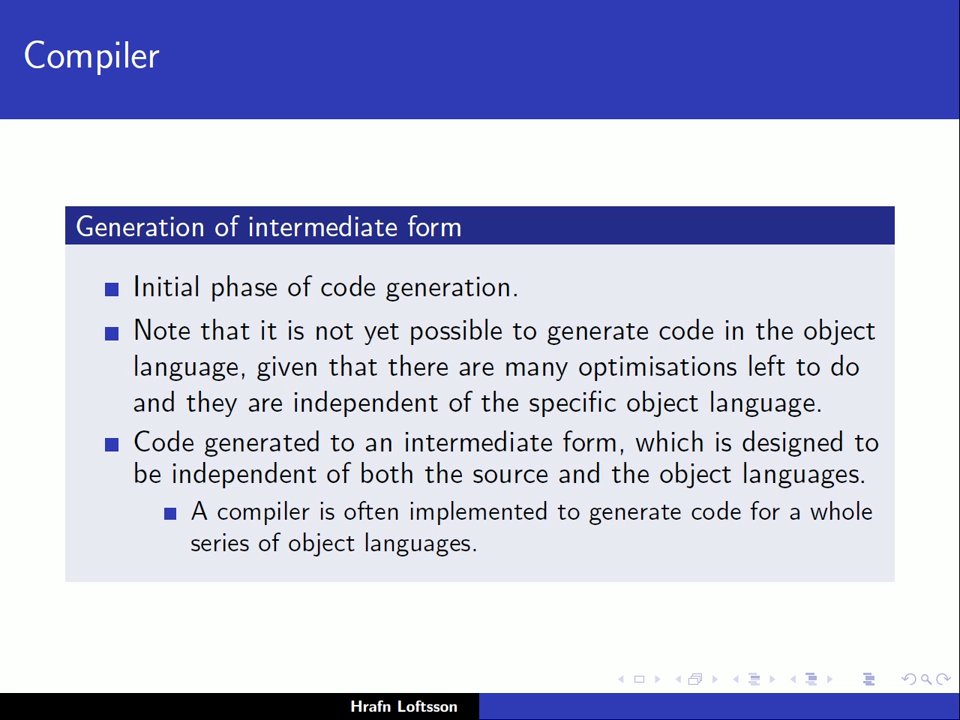 Compiler
Generation of intermediate form
Initial phase of code generation.
Note that it is not yet possible to generate code in the object
language, given that there are many optimisations left to do
and they are independent of the specific object language.
Code generated to an intermediate form, which is designed to
be independent of both the source and the object languages.
A compiler is often implemented to generate code for a whole
series of object languages.
Hrafn Loftsson